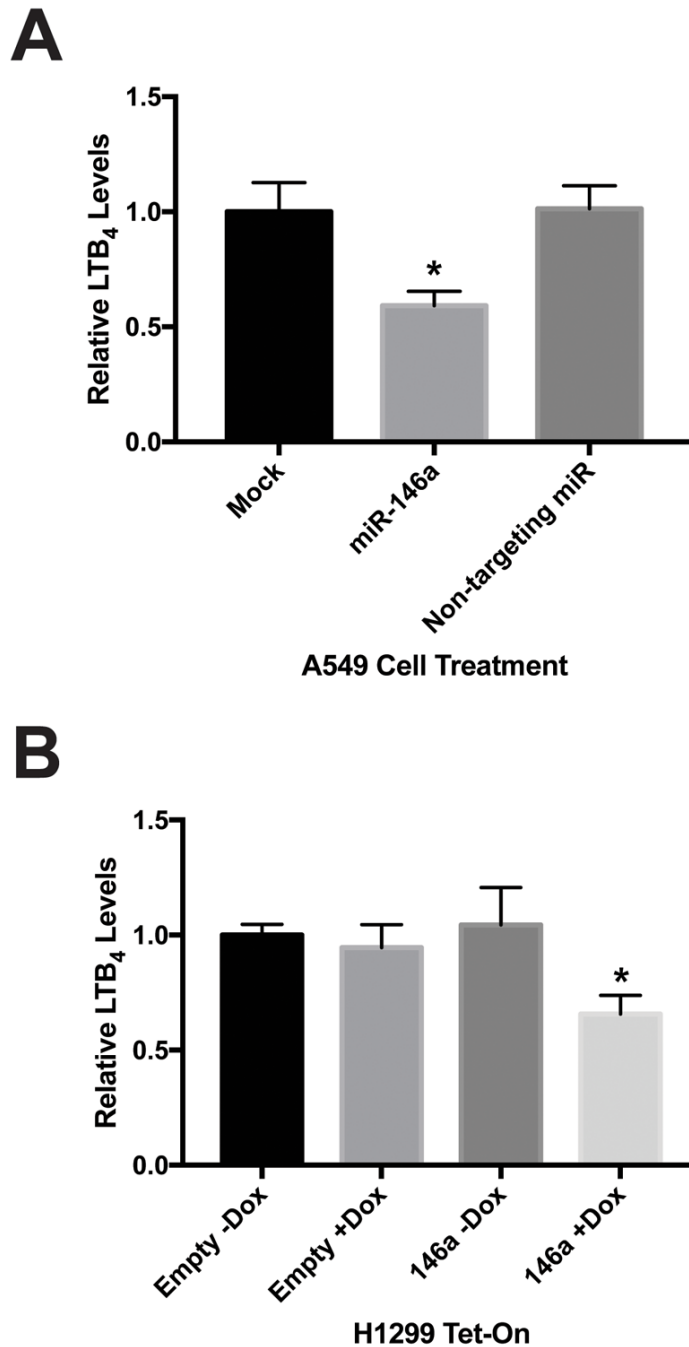 A
Relative LTB₄ Levels
1.5
1.0
0.5
0.0
*
Mock
miR-146a
Non-targeting miR
A549 Cell Treatment
B
Relative LTB₄ Levels
1.5
1.0
0.5
0.0
*
Empty -Dox
Empty +Dox
146a -Dox
146a +Dox
H1299 Tet-On